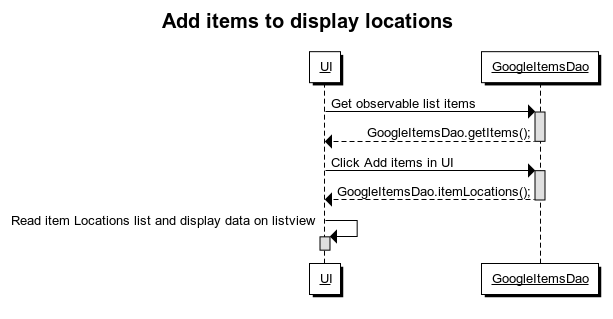 Add items to display locations
UI
GoogleItemsDao
Get observable list items
GoogleItemsDao.getItems();
Click Add items in UI
GoogleItemsDao.itemLocations();
Read item Locations list and display data on listview
UI
GoogleItemsDao